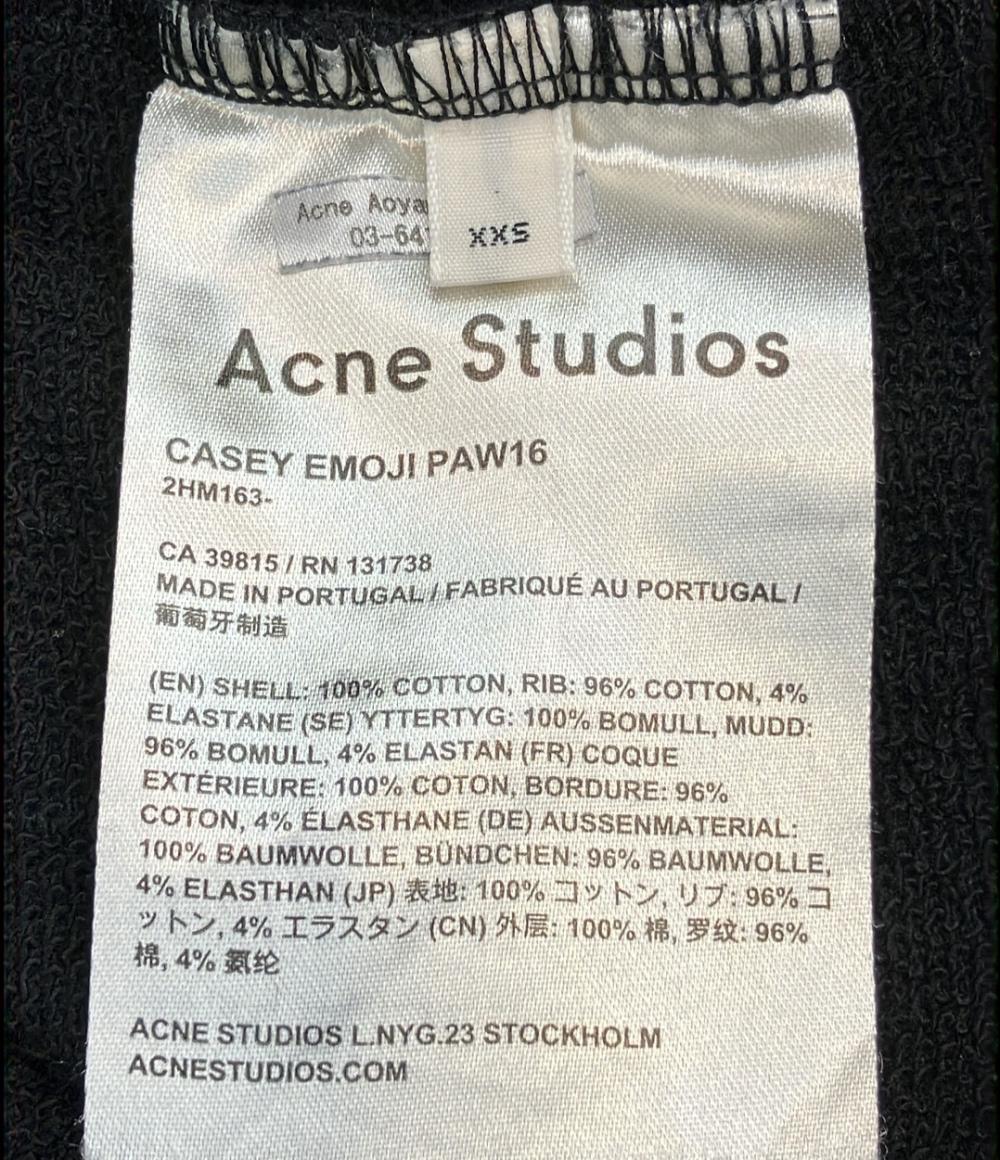 Acne Aoya
03-64
XXS
Acne Studios
CASEY EMOJI PAW16
2HM163-
CA 39815 / RN 131738
MADE IN PORTUGAL / FABRIQUÉ AU PORTUGAL /
葡萄牙制造
(EN) SHELL: 100% COTTON, RIB: 96% COTTON, 4%
ELASTANE (SE) YTTERTYG: 100% BOMULL, MUDD:
96% BOMULL, 4% ELASTAN (FR) COQUE
EXTÉRIEURE: 100% COTON, BORDURE: 96%
COTON, 4% ÉLASTHANE (DE) AUSSENMATERIAL:
100% BAUMWOLLE, BÜNDCHEN: 96% BAUMWOLLE,
4% ELASTHAN (JP) 表地: 100% コットン, リブ: 96% コ
ットン, 4% エラスタン (CN) 外层: 100% 棉, 罗纹: 96%
棉, 4% 氨纶
ACNE STUDIOS L.NYG.23 STOCKHOLM
ACNESTUDIOS.COM